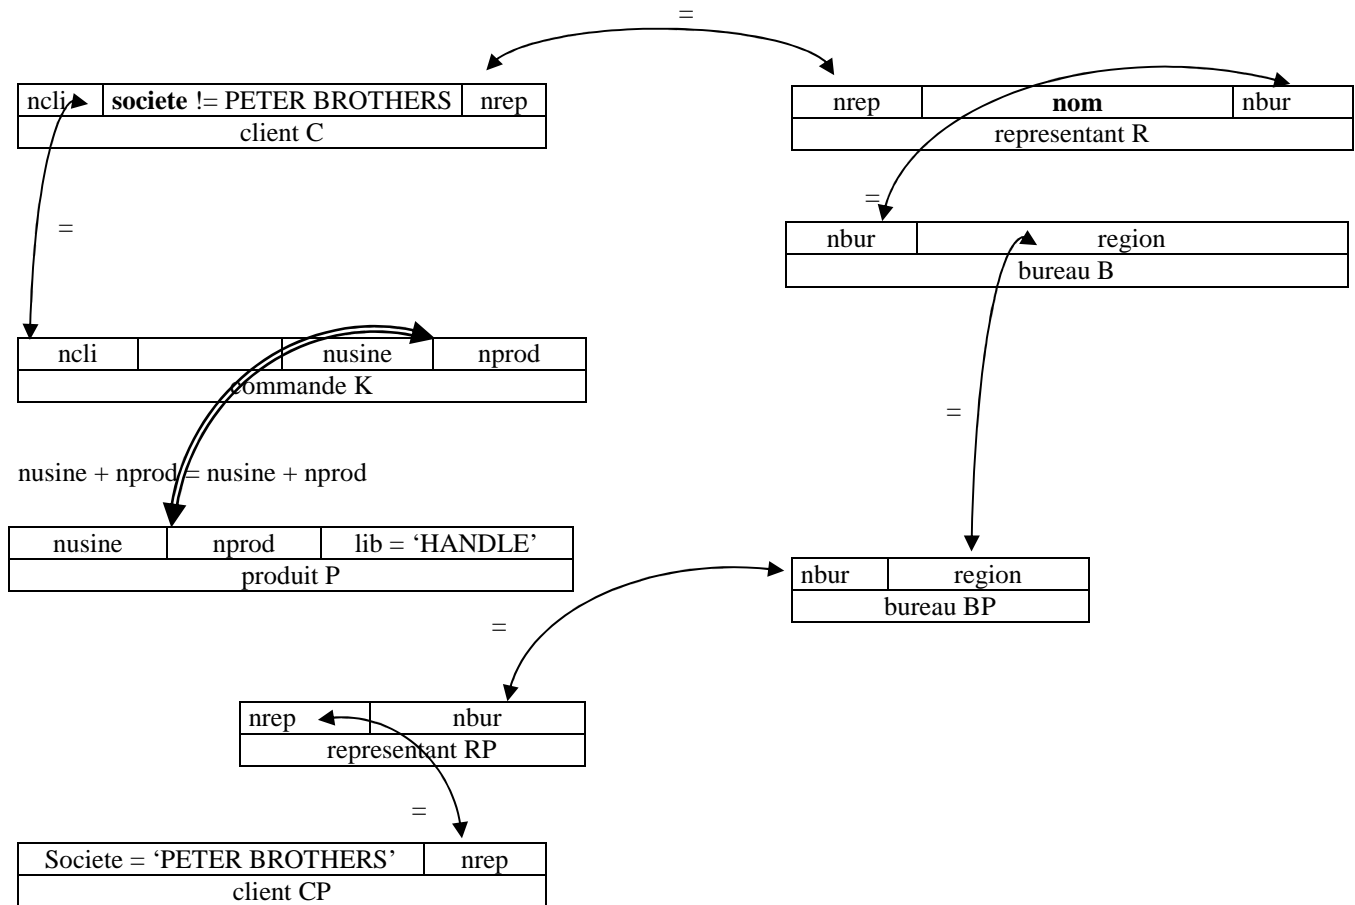 =
ncli societe != PETER BROTHERS nrep
client C
nrep nom nbur
representant R
=
=
nbur region
bureau B
ncli nusine nprod
commande K
=
nusine + nprod = nusine + nprod
nusine nprod lib = ‘HANDLE’
produit P
nbur region
bureau BP
=
nrep nbur
representant RP
=
Societe = ‘PETER BROTHERS’ nrep
client CP